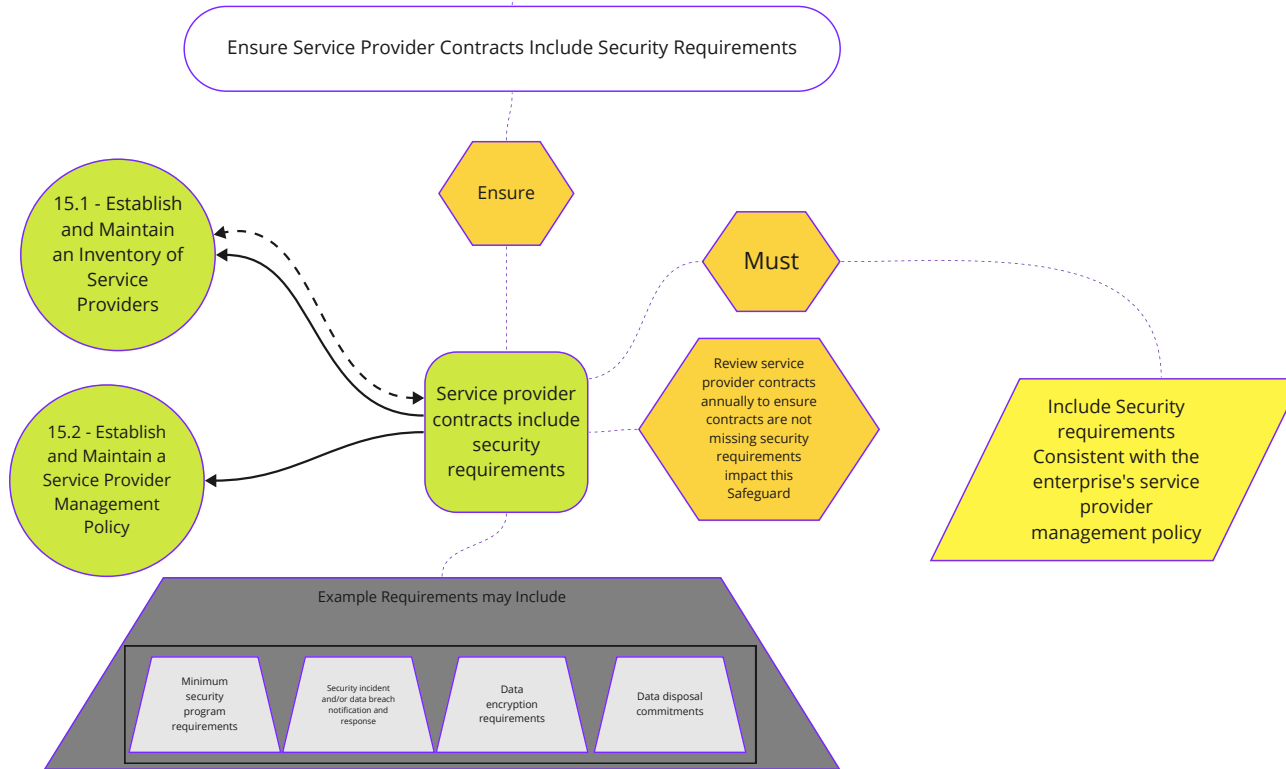 Ensure Service Provider Contracts Include Security Requirements
Ensure
15.1 - Establish
and Maintain
an Inventory of
Service
Providers
Must
Service provider
contracts include
security
requirements
Review service
provider contracts
annually to ensure
contracts are not
missing security
requirements
impact this
Safeguard
Include Security
requirements
Consistent with the
enterprise's service
provider
management policy
15.2 - Establish
and Maintain a
Service Provider
Management
Policy
Example Requirements may Include
Minimum
security
program
requirements
Security incident
and/or data breach
notification and
response
Data
encryption
requirements
Data disposal
commitments